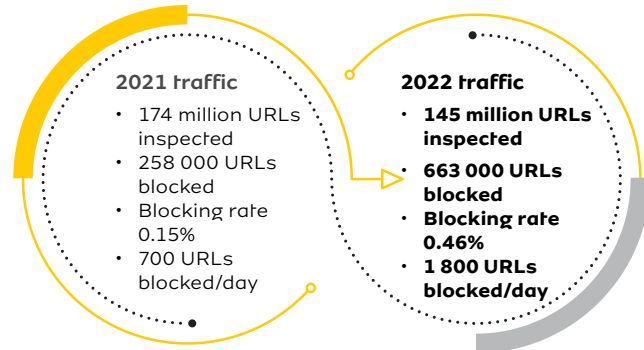 2021 traffic
• 174 million URLs
inspected
• 258 000 URLs
blocked
• Blocking rate
0.15%
• 700 URLs
blocked/day
2022 traffic
• 145 million URLs
inspected
• 663 000 URLs
blocked
• Blocking rate
0.46%
• 1 800 URLs
blocked/day